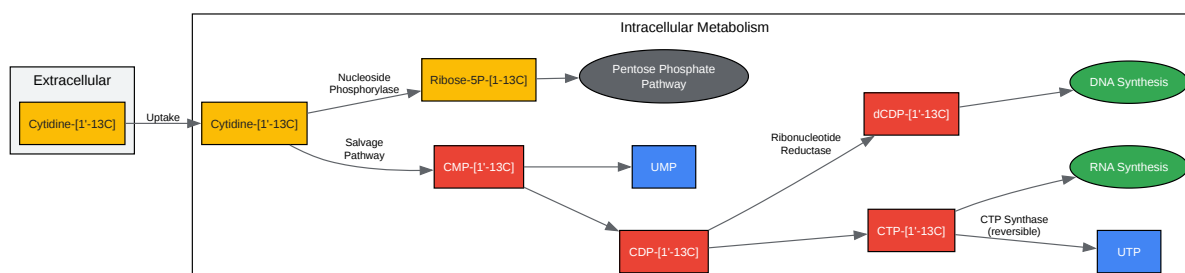 Intracellular Metabolism
Extracellular
Cytidine-[1'-13C]
Uptake
Cytidine-[1'-13C]
Nucleoside
Phosphorylase
Ribose-5P-[1-13C]
Pentose Phosphate
Pathway
Salvage
Pathway
CMP-[1'-13C]
UMP
CDP-[1'-13C]
Ribonucleotide
Reductase
dCDP-[1'-13C]
DNA Synthesis
CTP-[1'-13C]
RNA Synthesis
CTP Synthase
(reversible)
UTP